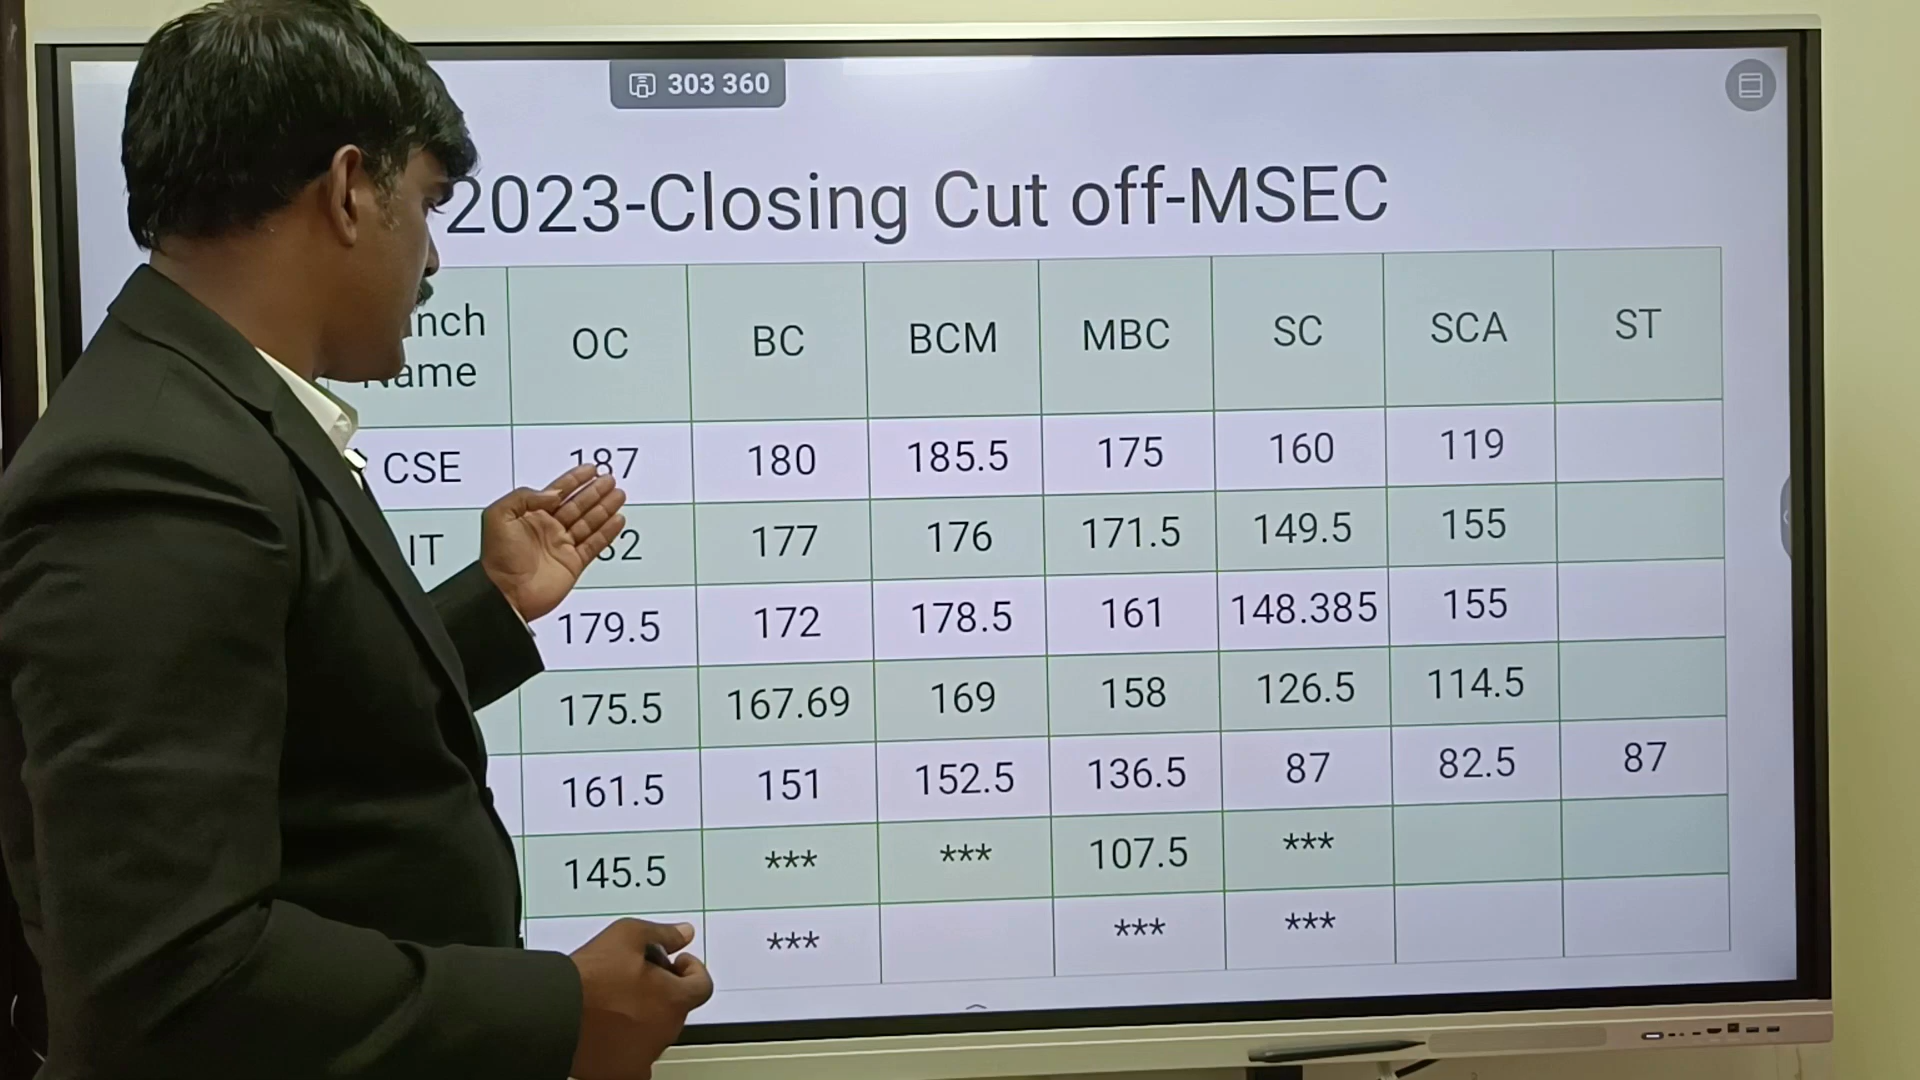 303 360
2023-Closing Cut off-MSEC
OC BC BCM MBC SC SCA ST
CSE 187 180 185.5 175 160 119
IT 177 176 171.5 149.5 155
179.5 172 178.5 161 148.385 155
175.5 167.69 169 158 126.5 114.5
161.5 151 152.5 136.5 87 82.5 87
145.5 *** *** 107.5 ***
*** *** ***